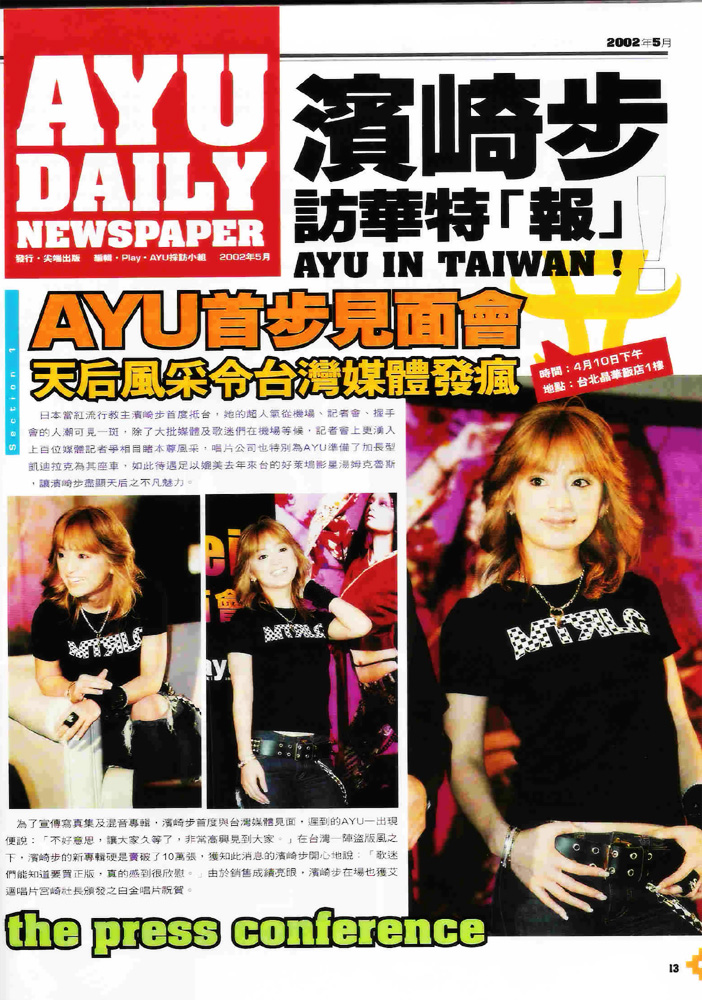 2002年5月
AYU
DAILY
NEWSPAPER
發行・尖端出版 編輯・Play・AYU採訪小組 2002年5月
濱崎步
訪華特「報」!
AYU IN TAIWAN !
Section 1
AYU首步見面會
天后風采令台灣媒體發瘋
時間:4月10日下午
地點:台北晶華飯店1樓
日本當紅流行教主濱崎步首度抵台,她的超人氣從機場、記者會、握手
會的人潮可見一斑,除了大批媒體及歌迷們在機場等候,記者會上更湧入
上百位媒體記者爭相目睹本尊風采,唱片公司也特別為AYU準備了加長型
凱迪拉克為其座車,如此待遇足以媲美去年來台的好萊塢影星湯姆克魯斯
,讓濱崎步盡顯天后之不凡魅力。
MTRLG
MTRLG
MTRLG
為了宣傳寫真集及混音專輯,濱崎步首度與台灣媒體見面,遲到的AYU一出現
便說:「不好意思,讓大家久等了,非常高興見到大家。」在台灣一陣盜版風之
下,濱崎步的新專輯硬是賣破了10萬張,獲知此消息的濱崎步開心地說:「歌迷
們能知道要買正版,真的感到很欣慰。」由於銷售成績亮眼,濱崎步在場也獲艾
迴唱片宮崎社長頒發之白金唱片祝賀。
the press conference
13